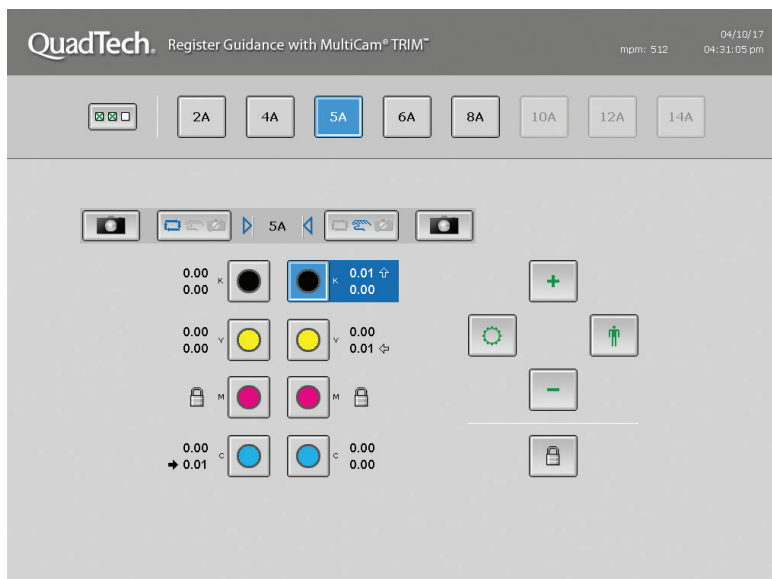 QuadTech. Register Guidance with MultiCam® TRIM™
mpm: 512
04/10/17
04:31:05 pm
2A 4A 5A 6A 8A 10A 12A 14A
5A
0.00 K K 0.01 ⇧
0.00 0.00
0.00 Y Y 0.00
0.00 0.01 ⇦
M M
0.00 C C 0.00
➔ 0.01 0.00
+
−